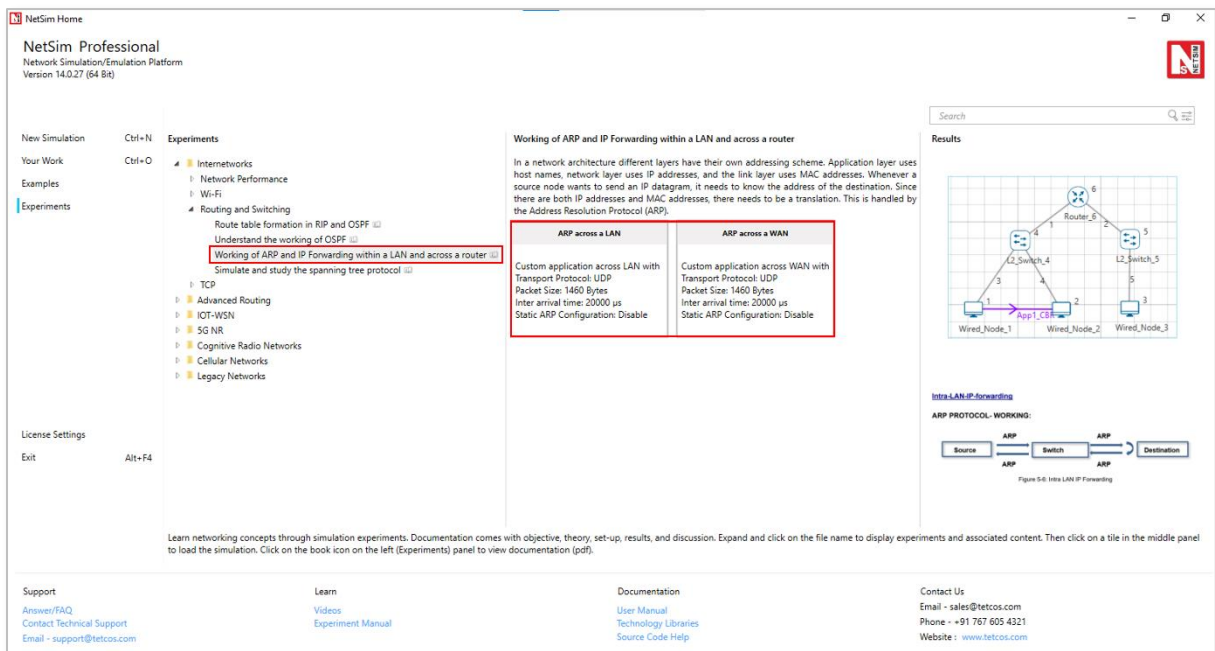 NetSim Home
NetSim Professional
Network Simulation/Emulation Platform
Version 14.0.27 (64 Bit)
NETSIM
Search
New Simulation Ctrl+N
Your Work Ctrl+O
Examples
Experiments
License Settings
Exit Alt+F4
Experiments
Internetworks
Network Performance
Wi-Fi
Routing and Switching
Route table formation in RIP and OSPF
Understand the working of OSPF
Working of ARP and IP Forwarding within a LAN and across a router
Simulate and study the spanning tree protocol
TCP
Advanced Routing
IOT-WSN
5G NR
Cognitive Radio Networks
Cellular Networks
Legacy Networks
Working of ARP and IP Forwarding within a LAN and across a router
In a network architecture different layers have their own addressing scheme. Application layer uses
host names, network layer uses IP addresses, and the link layer uses MAC addresses. Whenever a
source node wants to send an IP datagram, it needs to know the address of the destination. Since
there are both IP addresses and MAC addresses, there needs to be a translation. This is handled by
the Address Resolution Protocol (ARP).
ARP across a LAN
Custom application across LAN with
Transport Protocol: UDP
Packet Size: 1460 Bytes
Inter arrival time: 20000 µs
Static ARP Configuration: Disable
ARP across a WAN
Custom application across WAN with
Transport Protocol: UDP
Packet Size: 1460 Bytes
Inter arrival time: 20000 µs
Static ARP Configuration: Disable
Results
6
Router_6
1 2
4 5
L2_Switch_4 L2_Switch_5
3 4 5
1 2 3
App1_CBR
Wired_Node_1 Wired_Node_2 Wired_Node_3
Intra-LAN-IP-forwarding
ARP PROTOCOL- WORKING:
ARP ARP
Source Switch Destination
ARP ARP
Figure 5-6: Intra LAN IP Forwarding
Learn networking concepts through simulation experiments. Documentation comes with objective, theory, set-up, results, and discussion. Expand and click on the file name to display experiments and associated content. Then click on a tile in the middle panel
to load the simulation. Click on the book icon on the left (Experiments) panel to view documentation (pdf).
Support
Answer/FAQ
Contact Technical Support
Email - support@tetcos.com
Learn
Videos
Experiment Manual
Documentation
User Manual
Technology Libraries
Source Code Help
Contact Us
Email - sales@tetcos.com
Phone - +91 767 605 4321
Website : www.tetcos.com